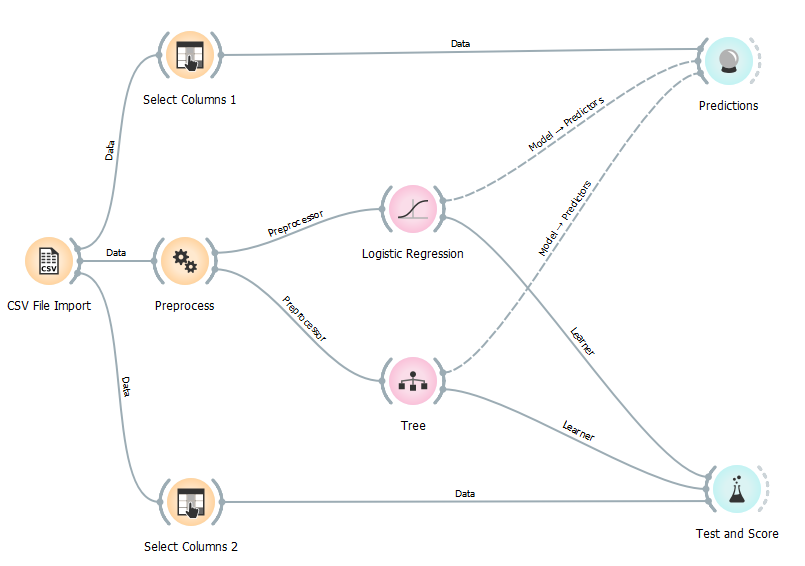 Data
Select Columns 1
Predictions
Model → Predictors
Data
Model → Predictors
Preprocessor
Logistic Regression
Data
CSV
CSV File Import
Preprocess
Preprocessor
Learner
Data
Tree
Learner
Data
Select Columns 2
Test and Score